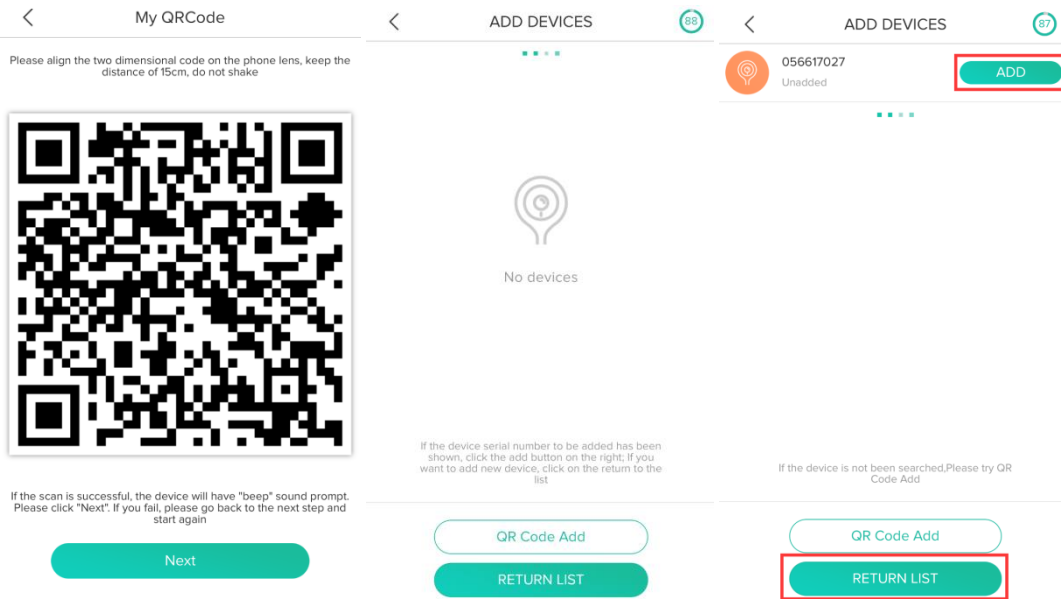 My QRCode
Please align the two dimensional code on the phone lens, keep the
distance of 15cm, do not shake
If the scan is successful, the device will have "beep" sound prompt.
Please click "Next". If you fail, please go back to the next step and
start again
Next
ADD DEVICES
88
No devices
If the device serial number to be added has been
shown, click the add button on the right; If you
want to add new device, click on the return to the
list
QR Code Add
RETURN LIST
ADD DEVICES
87
056617027
Unadded
ADD
If the device is not been searched,Please try QR
Code Add
QR Code Add
RETURN LIST